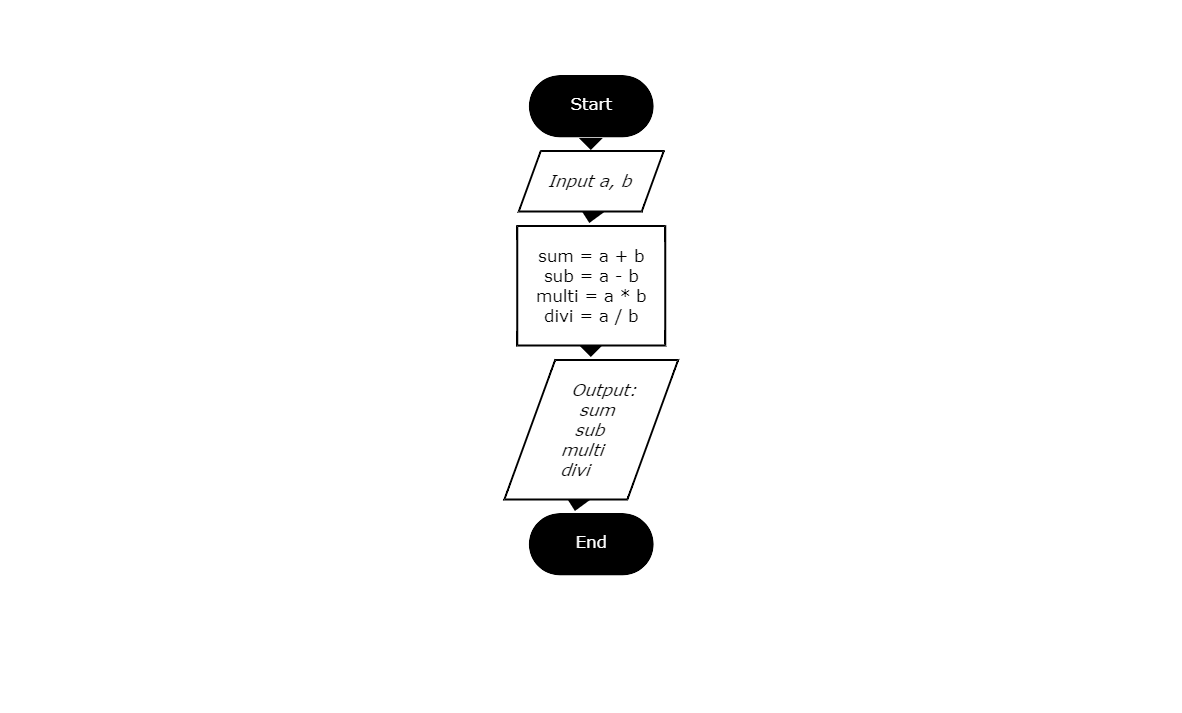 Start
Input a, b
sum = a + b
sub = a - b
multi = a * b
divi = a / b
Output:
sum
sub
multi
divi
End